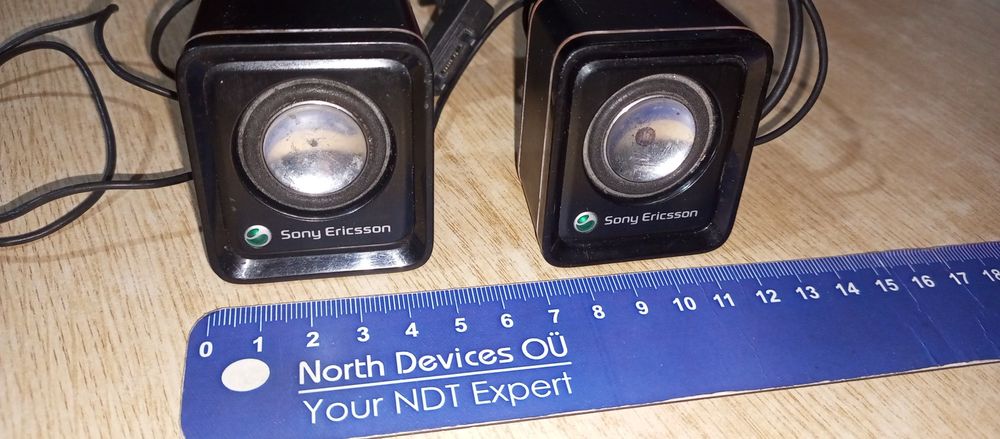 Sony Ericsson
Sony Ericsson
0 1 2 3 4 5 6 7 8 9 10 11 12 13 14 15 16 17 18
North Devices OÜ
Your NDT Expert